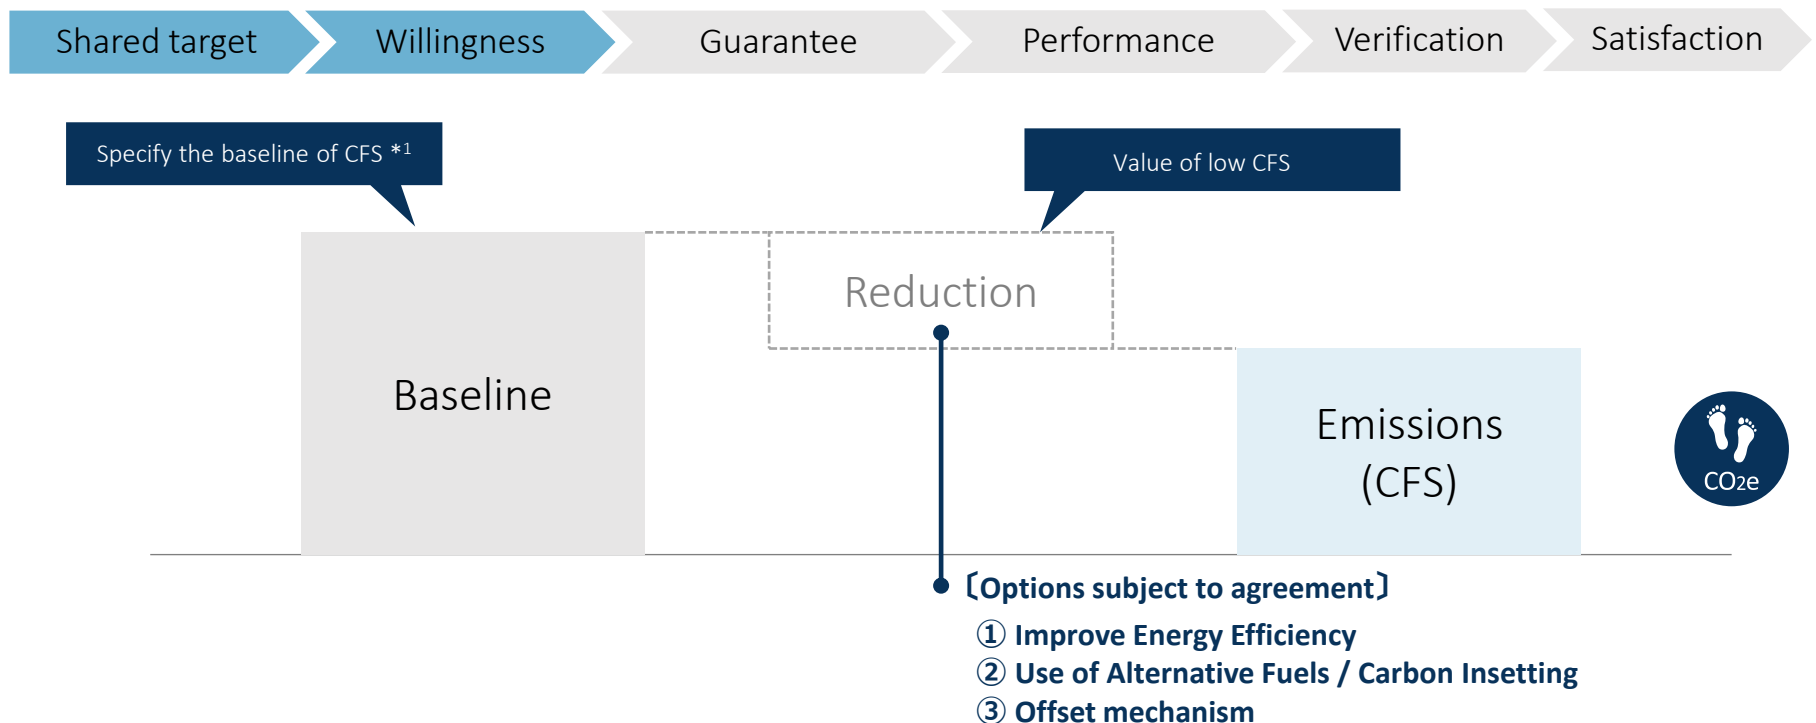 Shared target
Willingness
Guarantee
Performance
Verification
Satisfaction
Specify the baseline of CFS *1
Value of low CFS
Reduction
Baseline
Emissions
(CFS)
CO2e
〔Options subject to agreement〕
① Improve Energy Efficiency
② Use of Alternative Fuels / Carbon Insetting
③ Offset mechanism